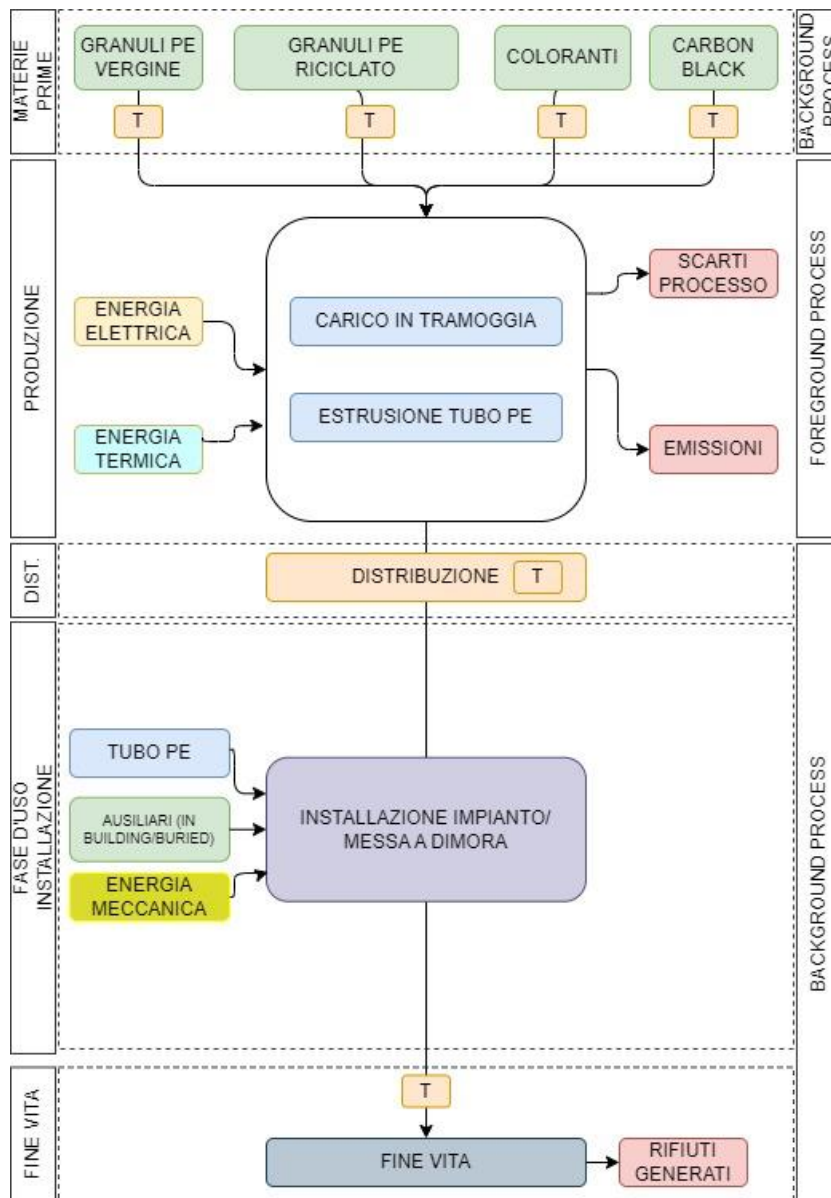 MATERIE
PRIME
GRANULI PE
VERGINE
GRANULI PE
RICICLATO
COLORANTI
CARBON
BLACK
T
T
T
T
BACKGROUND
PROCESS
PRODUZIONE
ENERGIA
ELETTRICA
ENERGIA
TERMICA
CARICO IN TRAMOGGIA
ESTRUSIONE TUBO PE
SCARTI
PROCESSO
EMISSIONI
FOREGROUND PROCESS
DIST.
DISTRIBUZIONE T
FASE D'USO
INSTALLAZIONE
TUBO PE
AUSILIARI (IN
BUILDING/BURIED)
ENERGIA
MECCANICA
INSTALLAZIONE IMPIANTO/
MESSA A DIMORA
BACKGROUND PROCESS
FINE VITA
T
FINE VITA
RIFIUTI
GENERATI